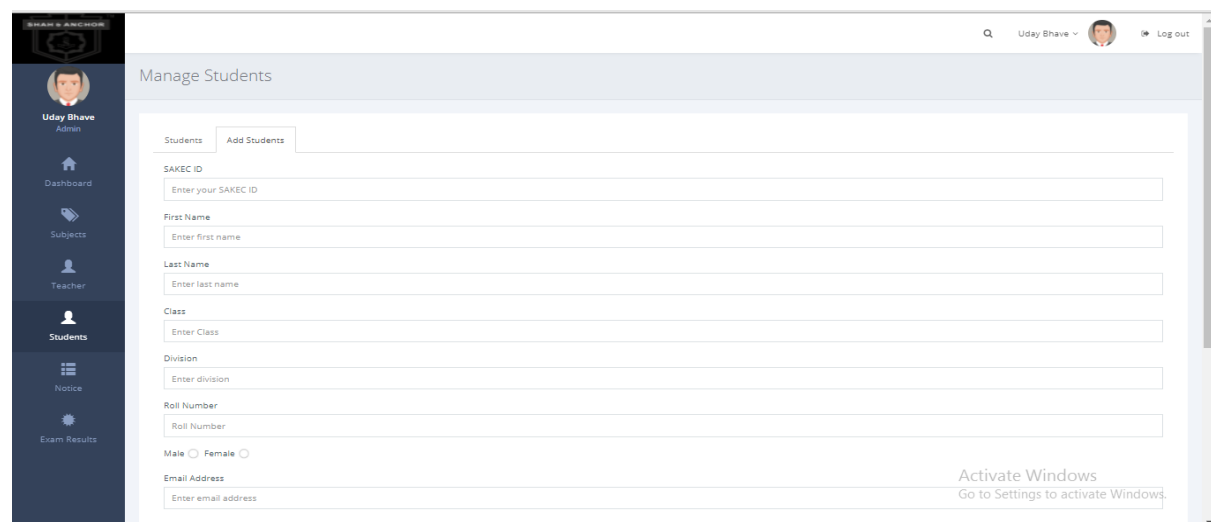 SHAH & ANCHOR
Uday Bhave
Log out
Uday Bhave
Admin
Dashboard
Subjects
Teacher
Students
Notice
Exam Results
Manage Students
Students
Add Students
SAKEC ID
Enter your SAKEC ID
First Name
Enter first name
Last Name
Enter last name
Class
Enter Class
Division
Enter division
Roll Number
Roll Number
Male Female
Email Address
Enter email address
Activate Windows
Go to Settings to activate Windows.